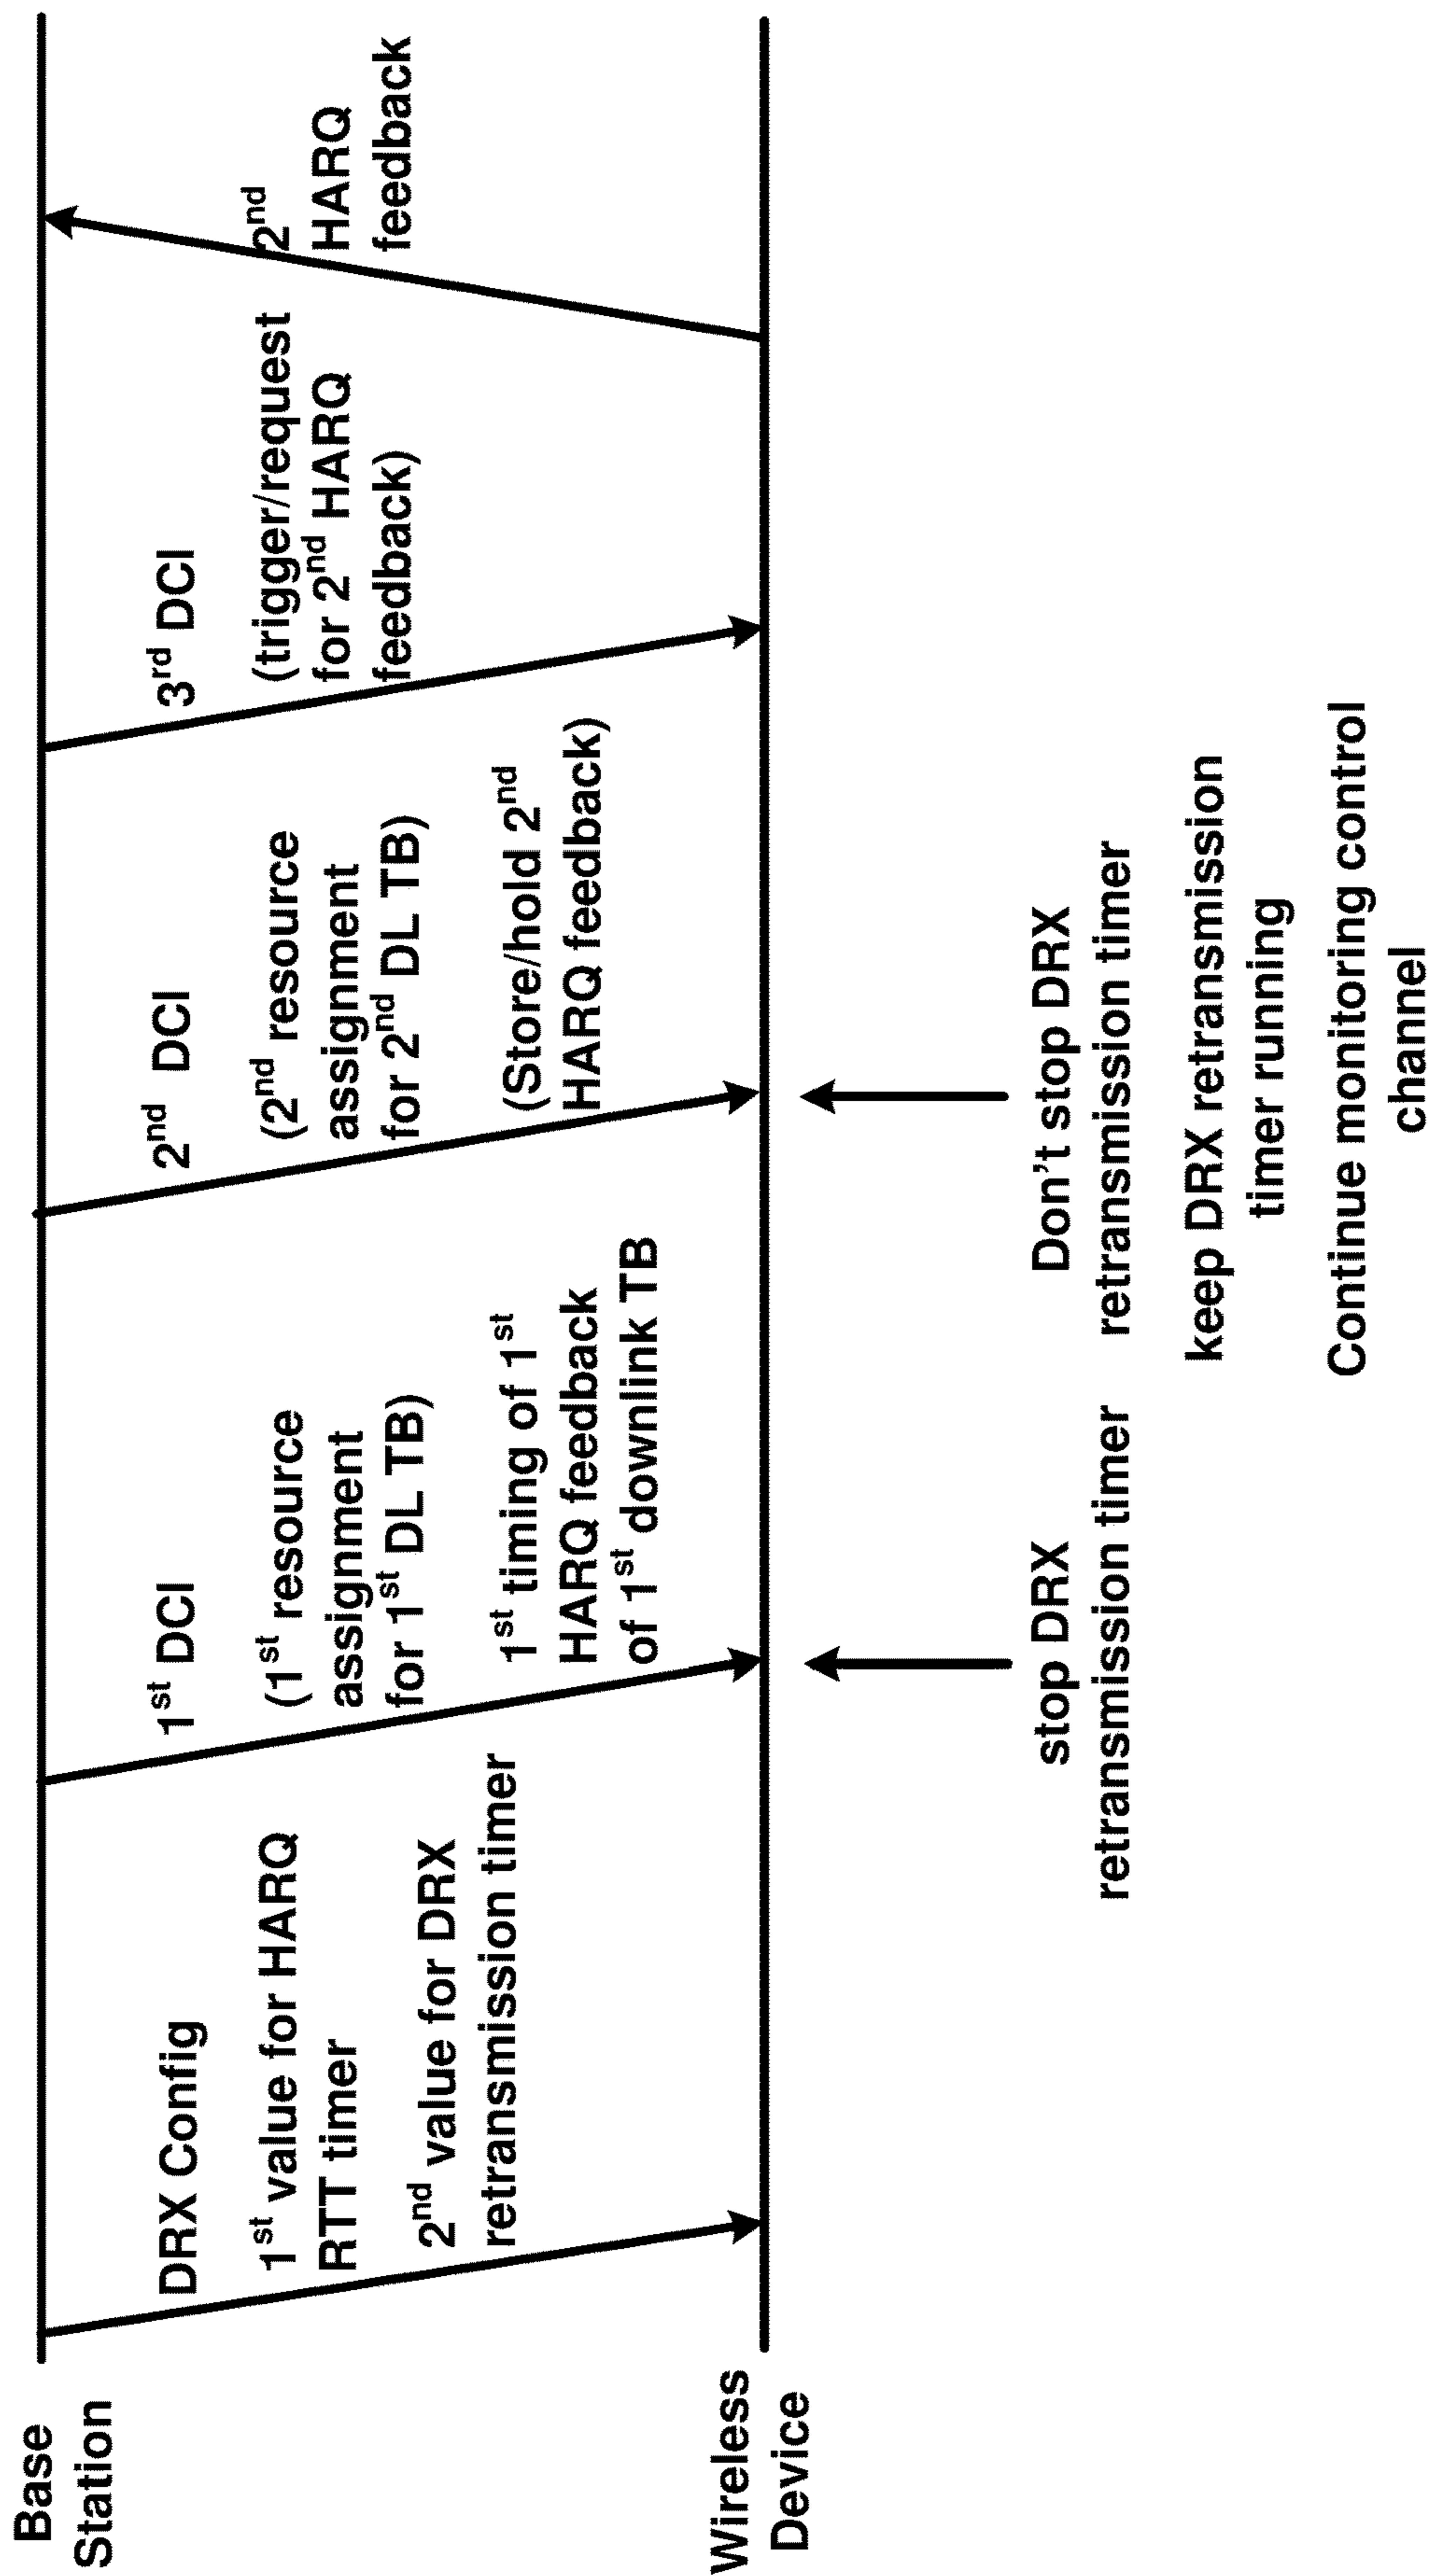 Base
Station
DRX Config
1st value for HARQ
RTT timer
2nd value for DRX
retransmission timer
1st DCI
(1st resource
assignment
for 1st DL TB)
1st timing of 1st
HARQ feedback
of 1st downlink TB
2nd DCI
(2nd resource
assignment
for 2nd DL TB)
(Store/hold 2nd
HARQ feedback)
3rd DCI
(trigger/request
for 2nd HARQ
feedback)
2nd
HARQ
feedback
Wireless
Device
stop DRX
retransmission timer
Don't stop DRX
retransmission timer
keep DRX retransmission
timer running
Continue monitoring control
channel